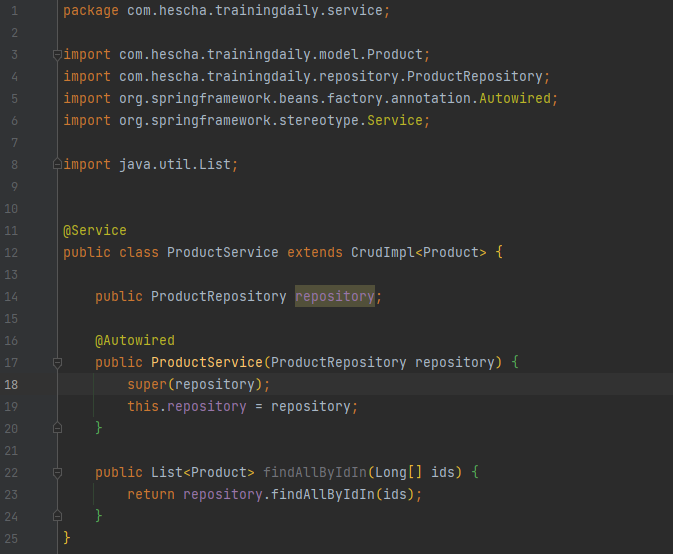 1 package com.hescha.trainingdaily.service;
2
3 import com.hescha.trainingdaily.model.Product;
4 import com.hescha.trainingdaily.repository.ProductRepository;
5 import org.springframework.beans.factory.annotation.Autowired;
6 import org.springframework.stereotype.Service;
7
8 import java.util.List;
9
10
11 @Service
12 public class ProductService extends CrudImpl<Product> {
13
14     public ProductRepository repository;
15
16     @Autowired
17     public ProductService(ProductRepository repository) {
18         super(repository);
19         this.repository = repository;
20     }
21
22     public List<Product> findAllByIdIn(Long[] ids) {
23         return repository.findAllByIdIn(ids);
24     }
25 }